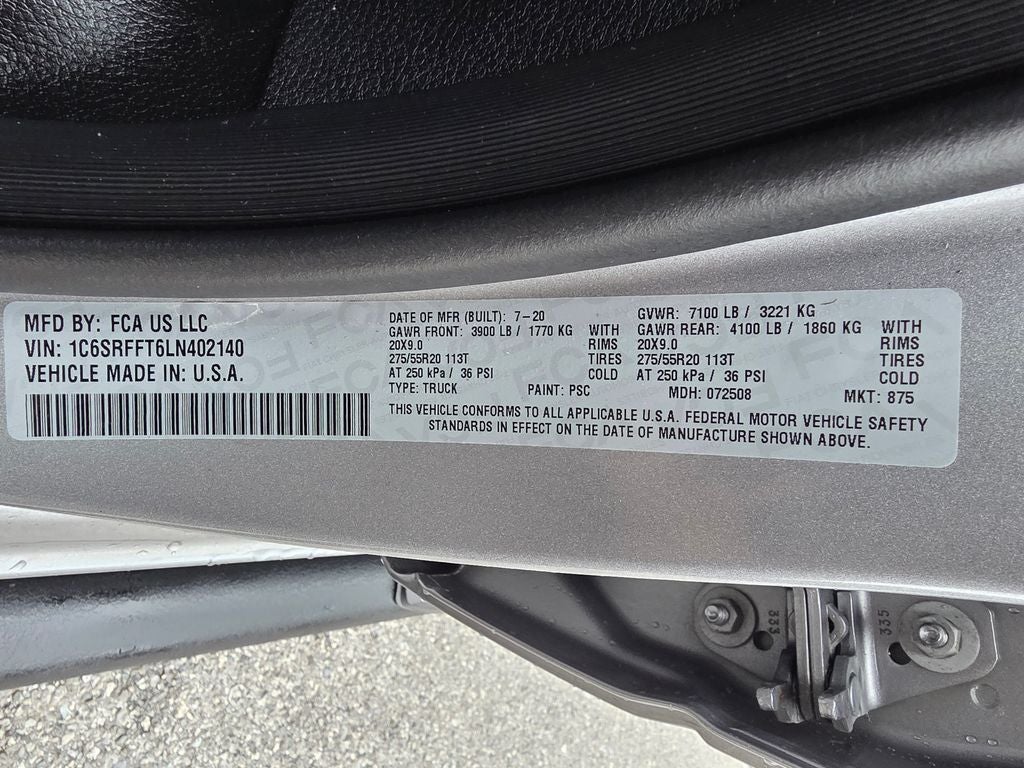 MFD BY: FCA US LLC
VIN: 1C6SRFFT6LN402140
VEHICLE MADE IN: U.S.A.
DATE OF MFR (BUILT): 7-20 GVWR: 7100 LB / 3221 KG
GAWR FRONT: 3900 LB / 1770 KG WITH GAWR REAR: 4100 LB / 1860 KG WITH
20X9.0 RIMS 20X9.0 RIMS
275/55R20 113T TIRES 275/55R20 113T TIRES
AT 250 kPa / 36 PSI COLD AT 250 kPa / 36 PSI COLD
TYPE: TRUCK PAINT: PSC MDH: 072508 MKT: 875
THIS VEHICLE CONFORMS TO ALL APPLICABLE U.S.A. FEDERAL MOTOR VEHICLE SAFETY
STANDARDS IN EFFECT ON THE DATE OF MANUFACTURE SHOWN ABOVE.
333
335